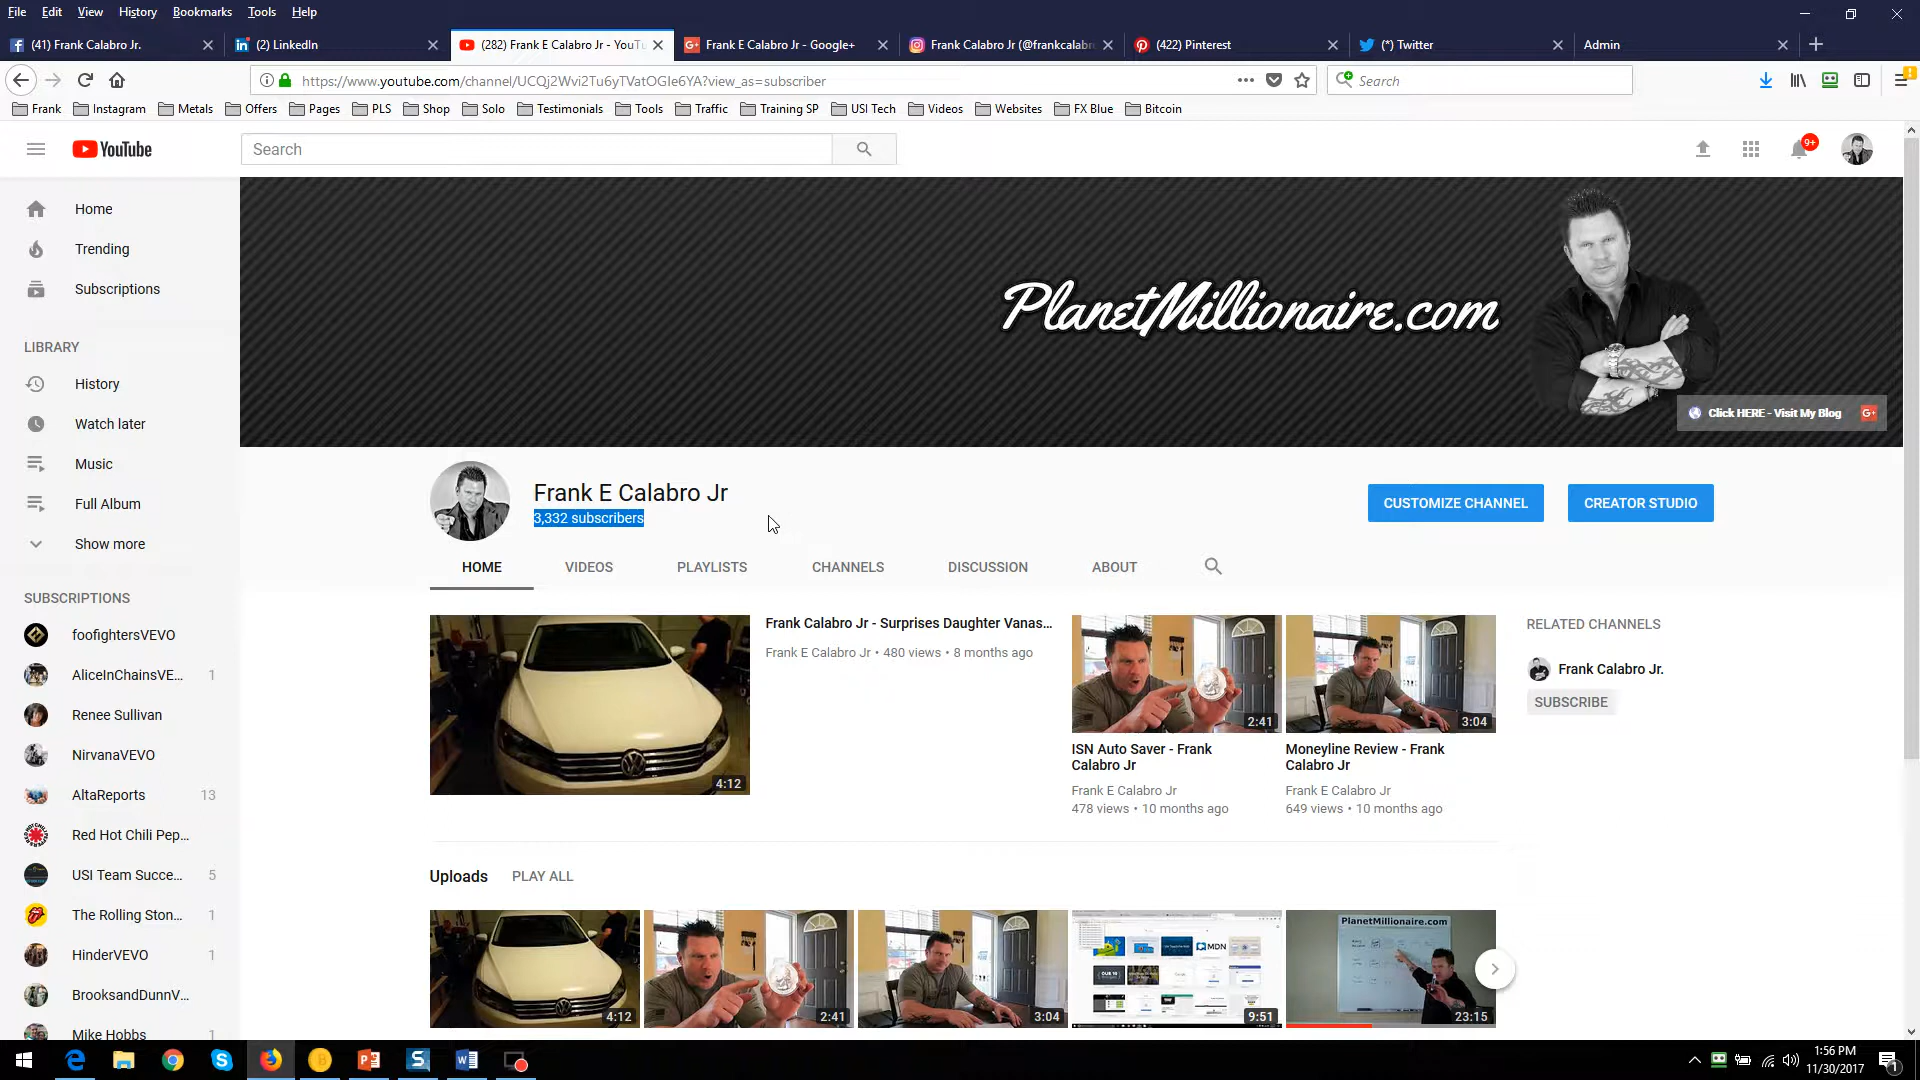 File Edit View History Bookmarks Tools Help
(41) Frank Calabro Jr.
(2) LinkedIn
(282) Frank E Calabro Jr - YouTu
Frank E Calabro Jr - Google+
Frank Calabro Jr (@frankcalab
(422) Pinterest
(*) Twitter
Admin
https://www.youtube.com/channel/UCQj2Wvi2Tu6yTVatOGIe6YA?view_as=subscriber
Search
Frank Instagram Metals Offers Pages PLS Shop Solo Testimonials Tools Traffic Training SP USI Tech Videos Websites FX Blue Bitcoin
YouTube
Search
9+
Home
Trending
Subscriptions
LIBRARY
History
Watch later
Music
Full Album
Show more
SUBSCRIPTIONS
foofightersVEVO
AliceInChainsVE... 1
Renee Sullivan
NirvanaVEVO
AltaReports 13
Red Hot Chili Pep...
USI Team Succe... 5
The Rolling Ston... 1
HinderVEVO 1
BrooksandDunnV...
Mike Hobbs 1
PlanetMillionaire.com
Click HERE - Visit My Blog G+
Frank E Calabro Jr
3,332 subscribers
CUSTOMIZE CHANNEL
CREATOR STUDIO
HOME VIDEOS PLAYLISTS CHANNELS DISCUSSION ABOUT
4:12
Frank Calabro Jr - Surprises Daughter Vanas...
Frank E Calabro Jr • 480 views • 8 months ago
2:41
ISN Auto Saver - Frank
Calabro Jr
Frank E Calabro Jr
478 views • 10 months ago
3:04
Moneyline Review - Frank
Calabro Jr
Frank E Calabro Jr
649 views • 10 months ago
RELATED CHANNELS
Frank Calabro Jr.
SUBSCRIBE
Uploads PLAY ALL
4:12
2:41
3:04
MDN
9:51
PlanetMillionaire.com
23:15
1:56 PM
11/30/2017
1